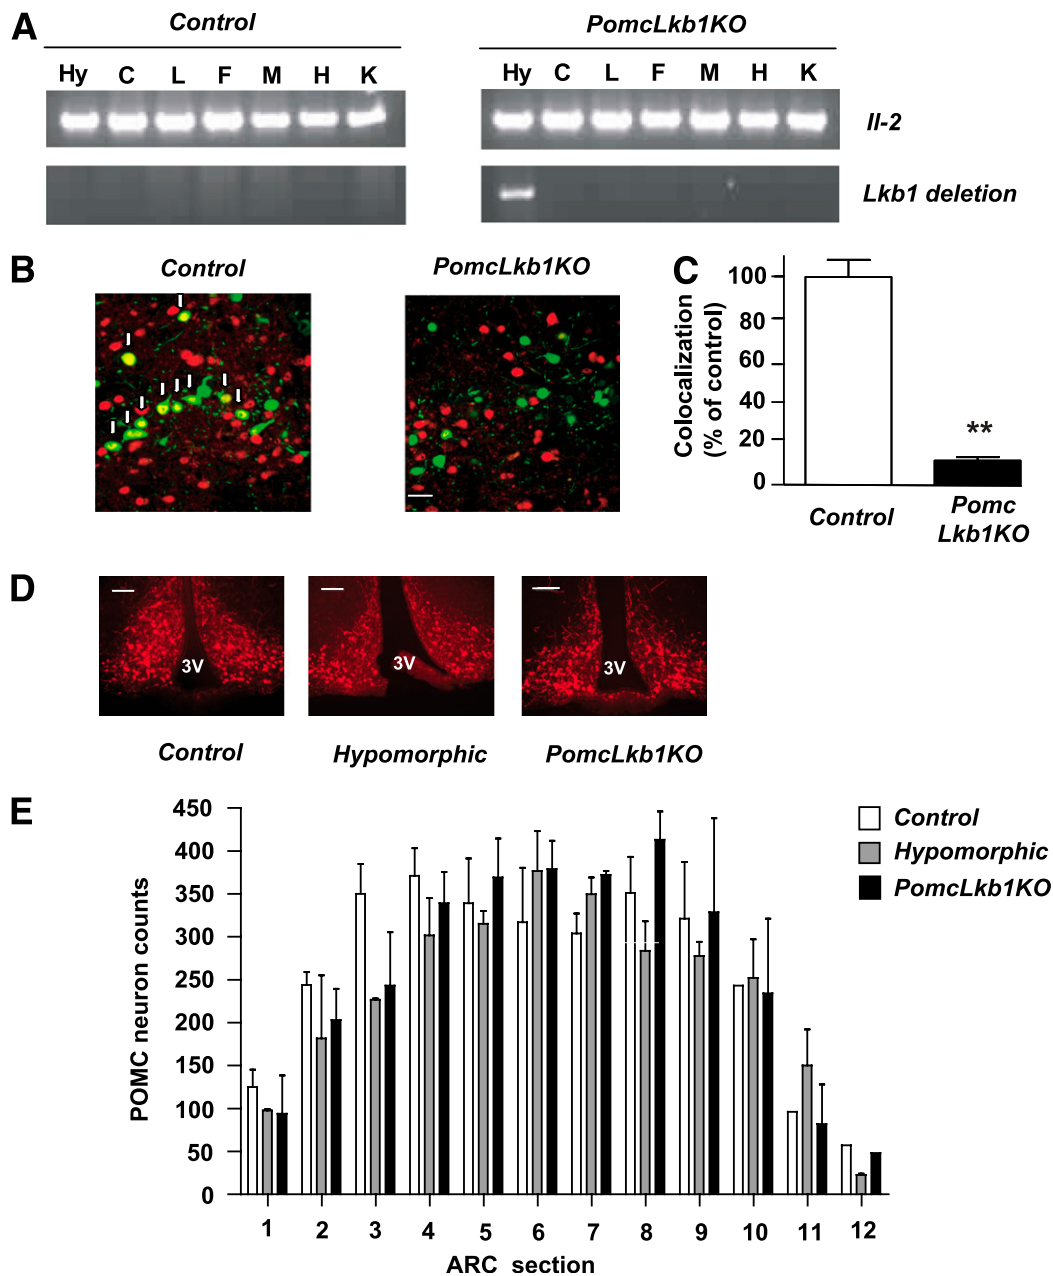 A
Control
PomcLkb1KO
Hy C L F M H K
Hy C L F M H K
Il-2
Lkb1 deletion
B
Control
PomcLkb1KO
C
Colocalization
(% of control)
100
80
60
40
20
0
**
Control
Pomc
Lkb1KO
D
3V
3V
3V
Control
Hypomorphic
PomcLkb1KO
E
POMC neuron counts
450
400
350
300
250
200
150
100
50
0
1 2 3 4 5 6 7 8 9 10 11 12
ARC section
Control
Hypomorphic
PomcLkb1KO